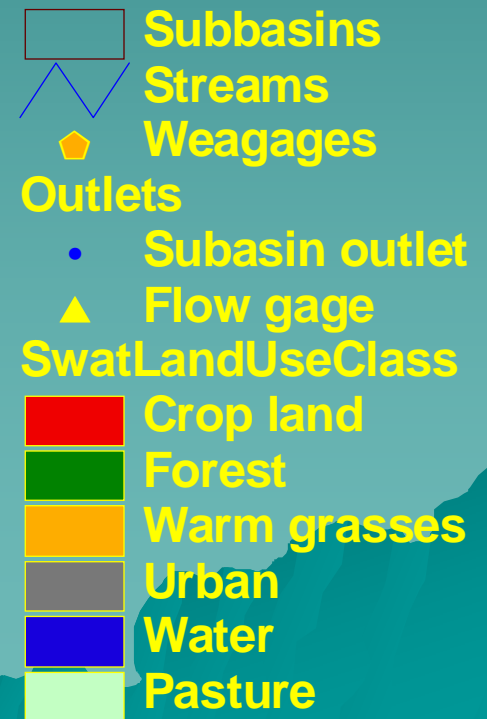 Subbasins
Streams
Weagages
Outlets
Subasin outlet
Flow gage
SwatLandUseClass
Crop land
Forest
Warm grasses
Urban
Water
Pasture